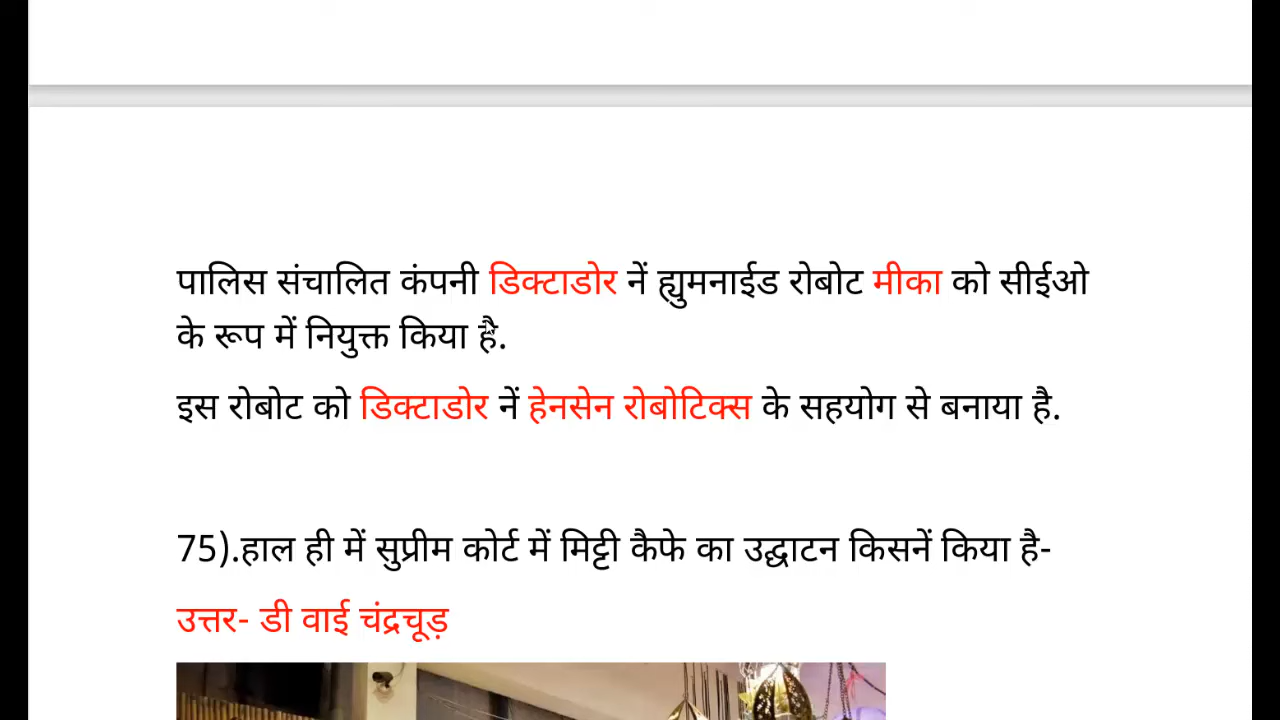 पालिस संचालित कंपनी डिक्टाडोर नें ह्युमनाईड रोबोट मीका को सीईओ
के रूप में नियुक्त किया है.
इस रोबोट को डिक्टाडोर नें हेनसेन रोबोटिक्स के सहयोग से बनाया है.
75).हाल ही में सुप्रीम कोर्ट में मिट्टी कैफे का उद्घाटन किसनें किया है-
उत्तर- डी वाई चंद्रचूड़